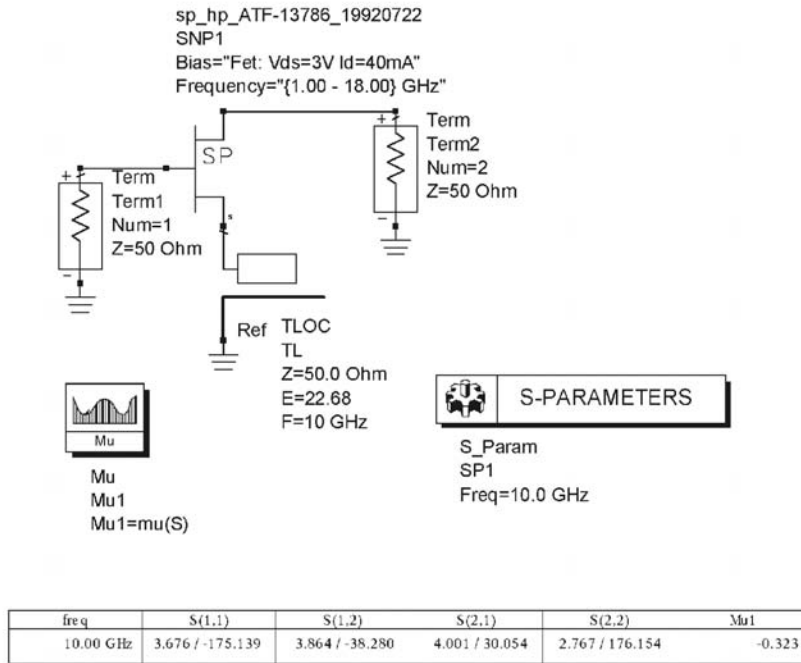 sp_hp_ATF-13786_19920722
SNP1
Bias="Fet: Vds=3V Id=40mA"
Frequency="{1.00 - 18.00} GHz"
+
Term
Term2
Num=2
Z=50 Ohm
-
SP
+
Term
Term1
Num=1
Z=50 Ohm
-
s
Ref
TLOC
TL
Z=50.0 Ohm
E=22.68
F=10 GHz
Mu
Mu
Mu1
Mu1=mu(S)
S-PARAMETERS
S_Param
SP1
Freq=10.0 GHz
freq S(1,1) S(1,2) S(2,1) S(2,2) Mu1
10.00 GHz 3.676 / -175.139 3.864 / -38.280 4.001 / 30.054 2.767 / 176.154 -0.323